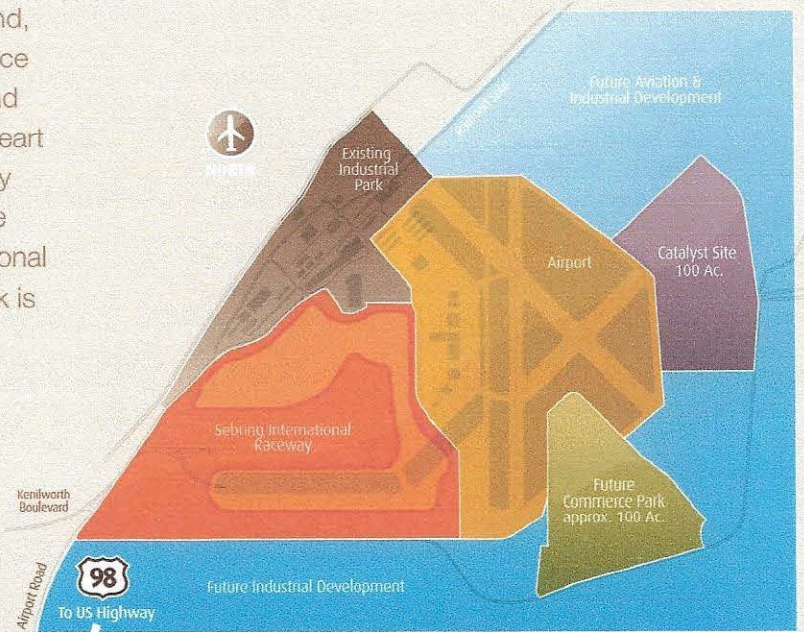 nd,
ce
nd
eart
y
e
onal
k is
Future Aviation &
Industrial Development
Existing
Industrial
Park
Airport
Catalyst Site
100 Ac.
Sebring International
Raceway
Future
Commerce Park
approx. 100 Ac.
Kenilworth
Boulevard
Airport Road
98
To US Highway
Future Industrial Development
NORTH